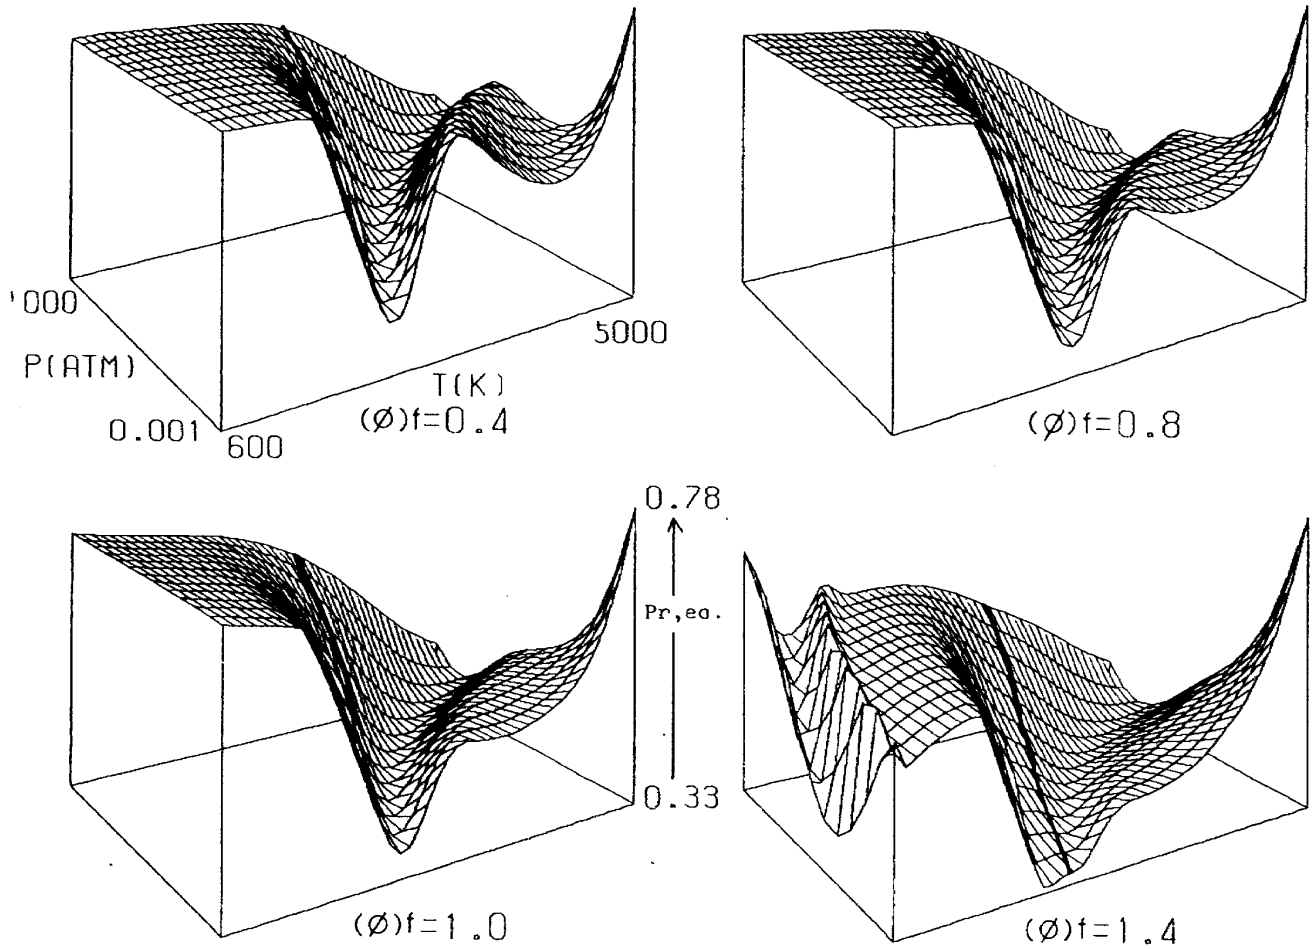 '000
P(ATM)
0.001
600
T(K)
5000
(Ø)f=0.4
(Ø)f=0.8
0.78
Pr,eq.
0.33
(Ø)f=1.0
(Ø)f=1.4